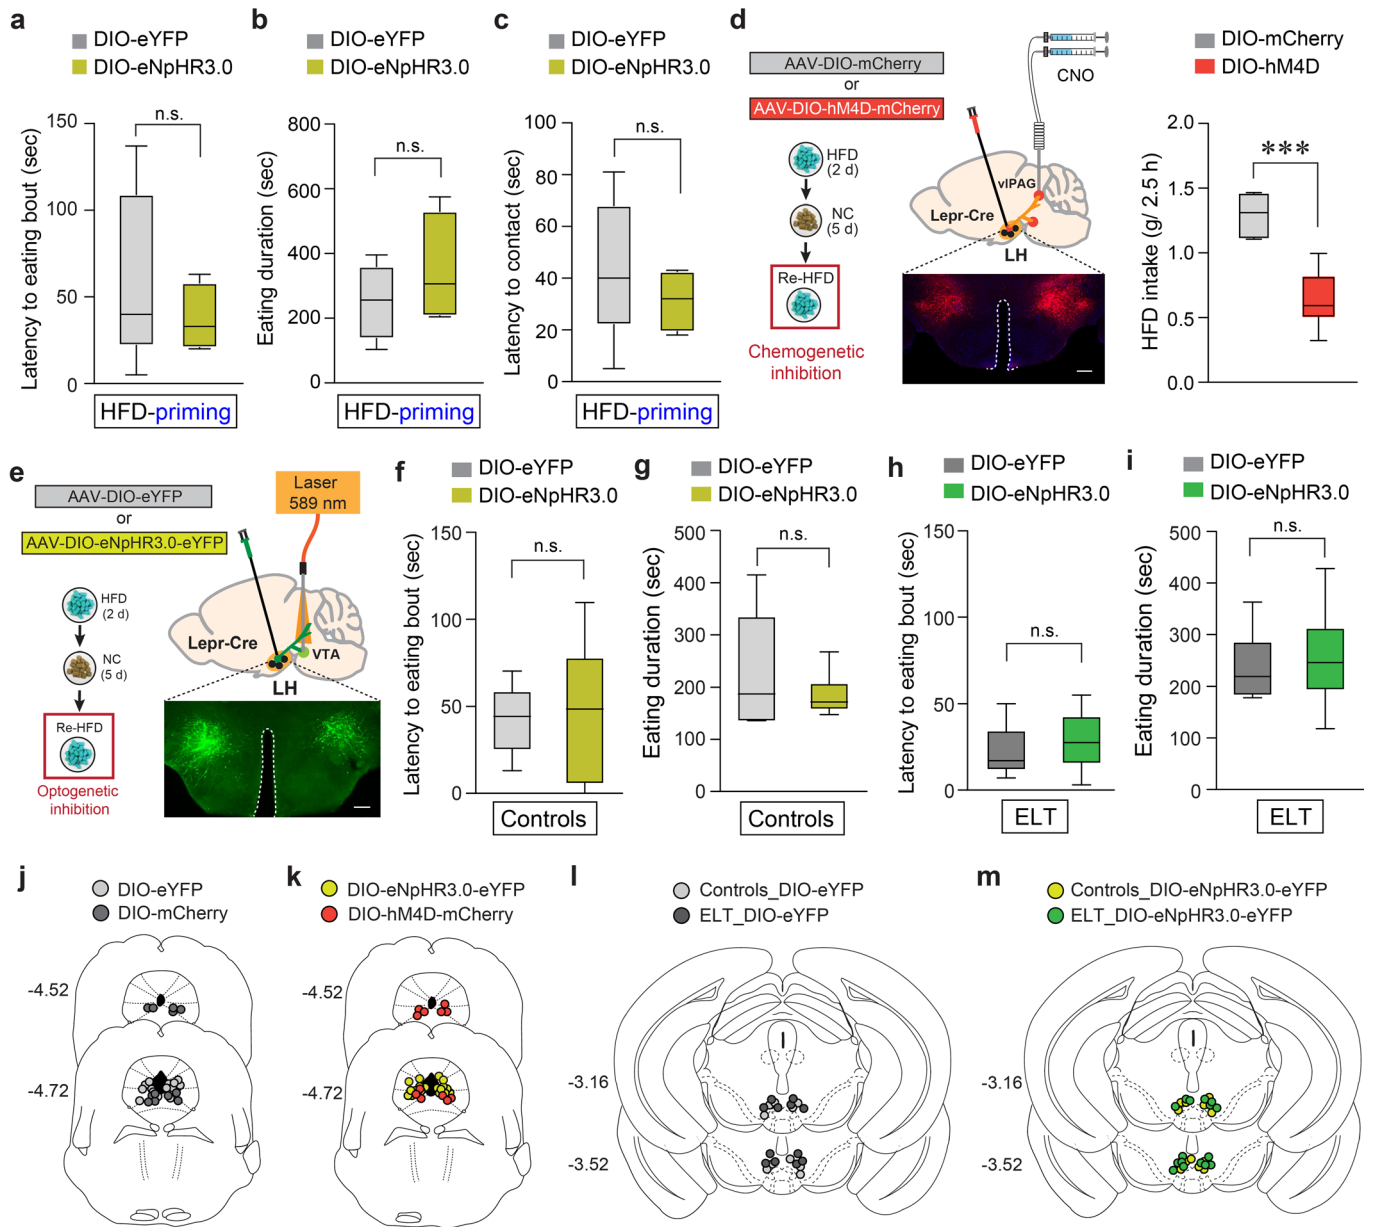 a
DIO-eYFP
DIO-eNpHR3.0
Latency to eating bout (sec)
150
100
50
0
n.s.
HFD-priming
b
DIO-eYFP
DIO-eNpHR3.0
Eating duration (sec)
800
600
400
200
0
n.s.
HFD-priming
c
DIO-eYFP
DIO-eNpHR3.0
Latency to contact (sec)
100
80
60
40
20
0
n.s.
HFD-priming
d
AAV-DIO-mCherry
or
AAV-DIO-hM4D-mCherry
HFD
(2 d)
NC
(5 d)
Re-HFD
Chemogenetic
inhibition
CNO
vlPAG
Lepr-Cre
LH
DIO-mCherry
DIO-hM4D
HFD intake (g/ 2.5 h)
2.0
1.5
1.0
0.5
0.0
***
e
AAV-DIO-eYFP
or
AAV-DIO-eNpHR3.0-eYFP
HFD
(2 d)
NC
(5 d)
Re-HFD
Optogenetic
inhibition
Laser
589 nm
Lepr-Cre
VTA
LH
f
DIO-eYFP
DIO-eNpHR3.0
Latency to eating bout (sec)
150
100
50
0
n.s.
Controls
g
DIO-eYFP
DIO-eNpHR3.0
Eating duration (sec)
500
400
300
200
100
0
n.s.
Controls
h
DIO-eYFP
DIO-eNpHR3.0
Latency to eating bout (sec)
150
100
50
0
n.s.
ELT
i
DIO-eYFP
DIO-eNpHR3.0
Eating duration (sec)
500
400
300
200
100
0
n.s.
ELT
j
DIO-eYFP
DIO-mCherry
-4.52
-4.72
k
DIO-eNpHR3.0-eYFP
DIO-hM4D-mCherry
-4.52
-4.72
l
Controls_DIO-eYFP
ELT_DIO-eYFP
-3.16
-3.52
m
Controls_DIO-eNpHR3.0-eYFP
ELT_DIO-eNpHR3.0-eYFP
-3.16
-3.52